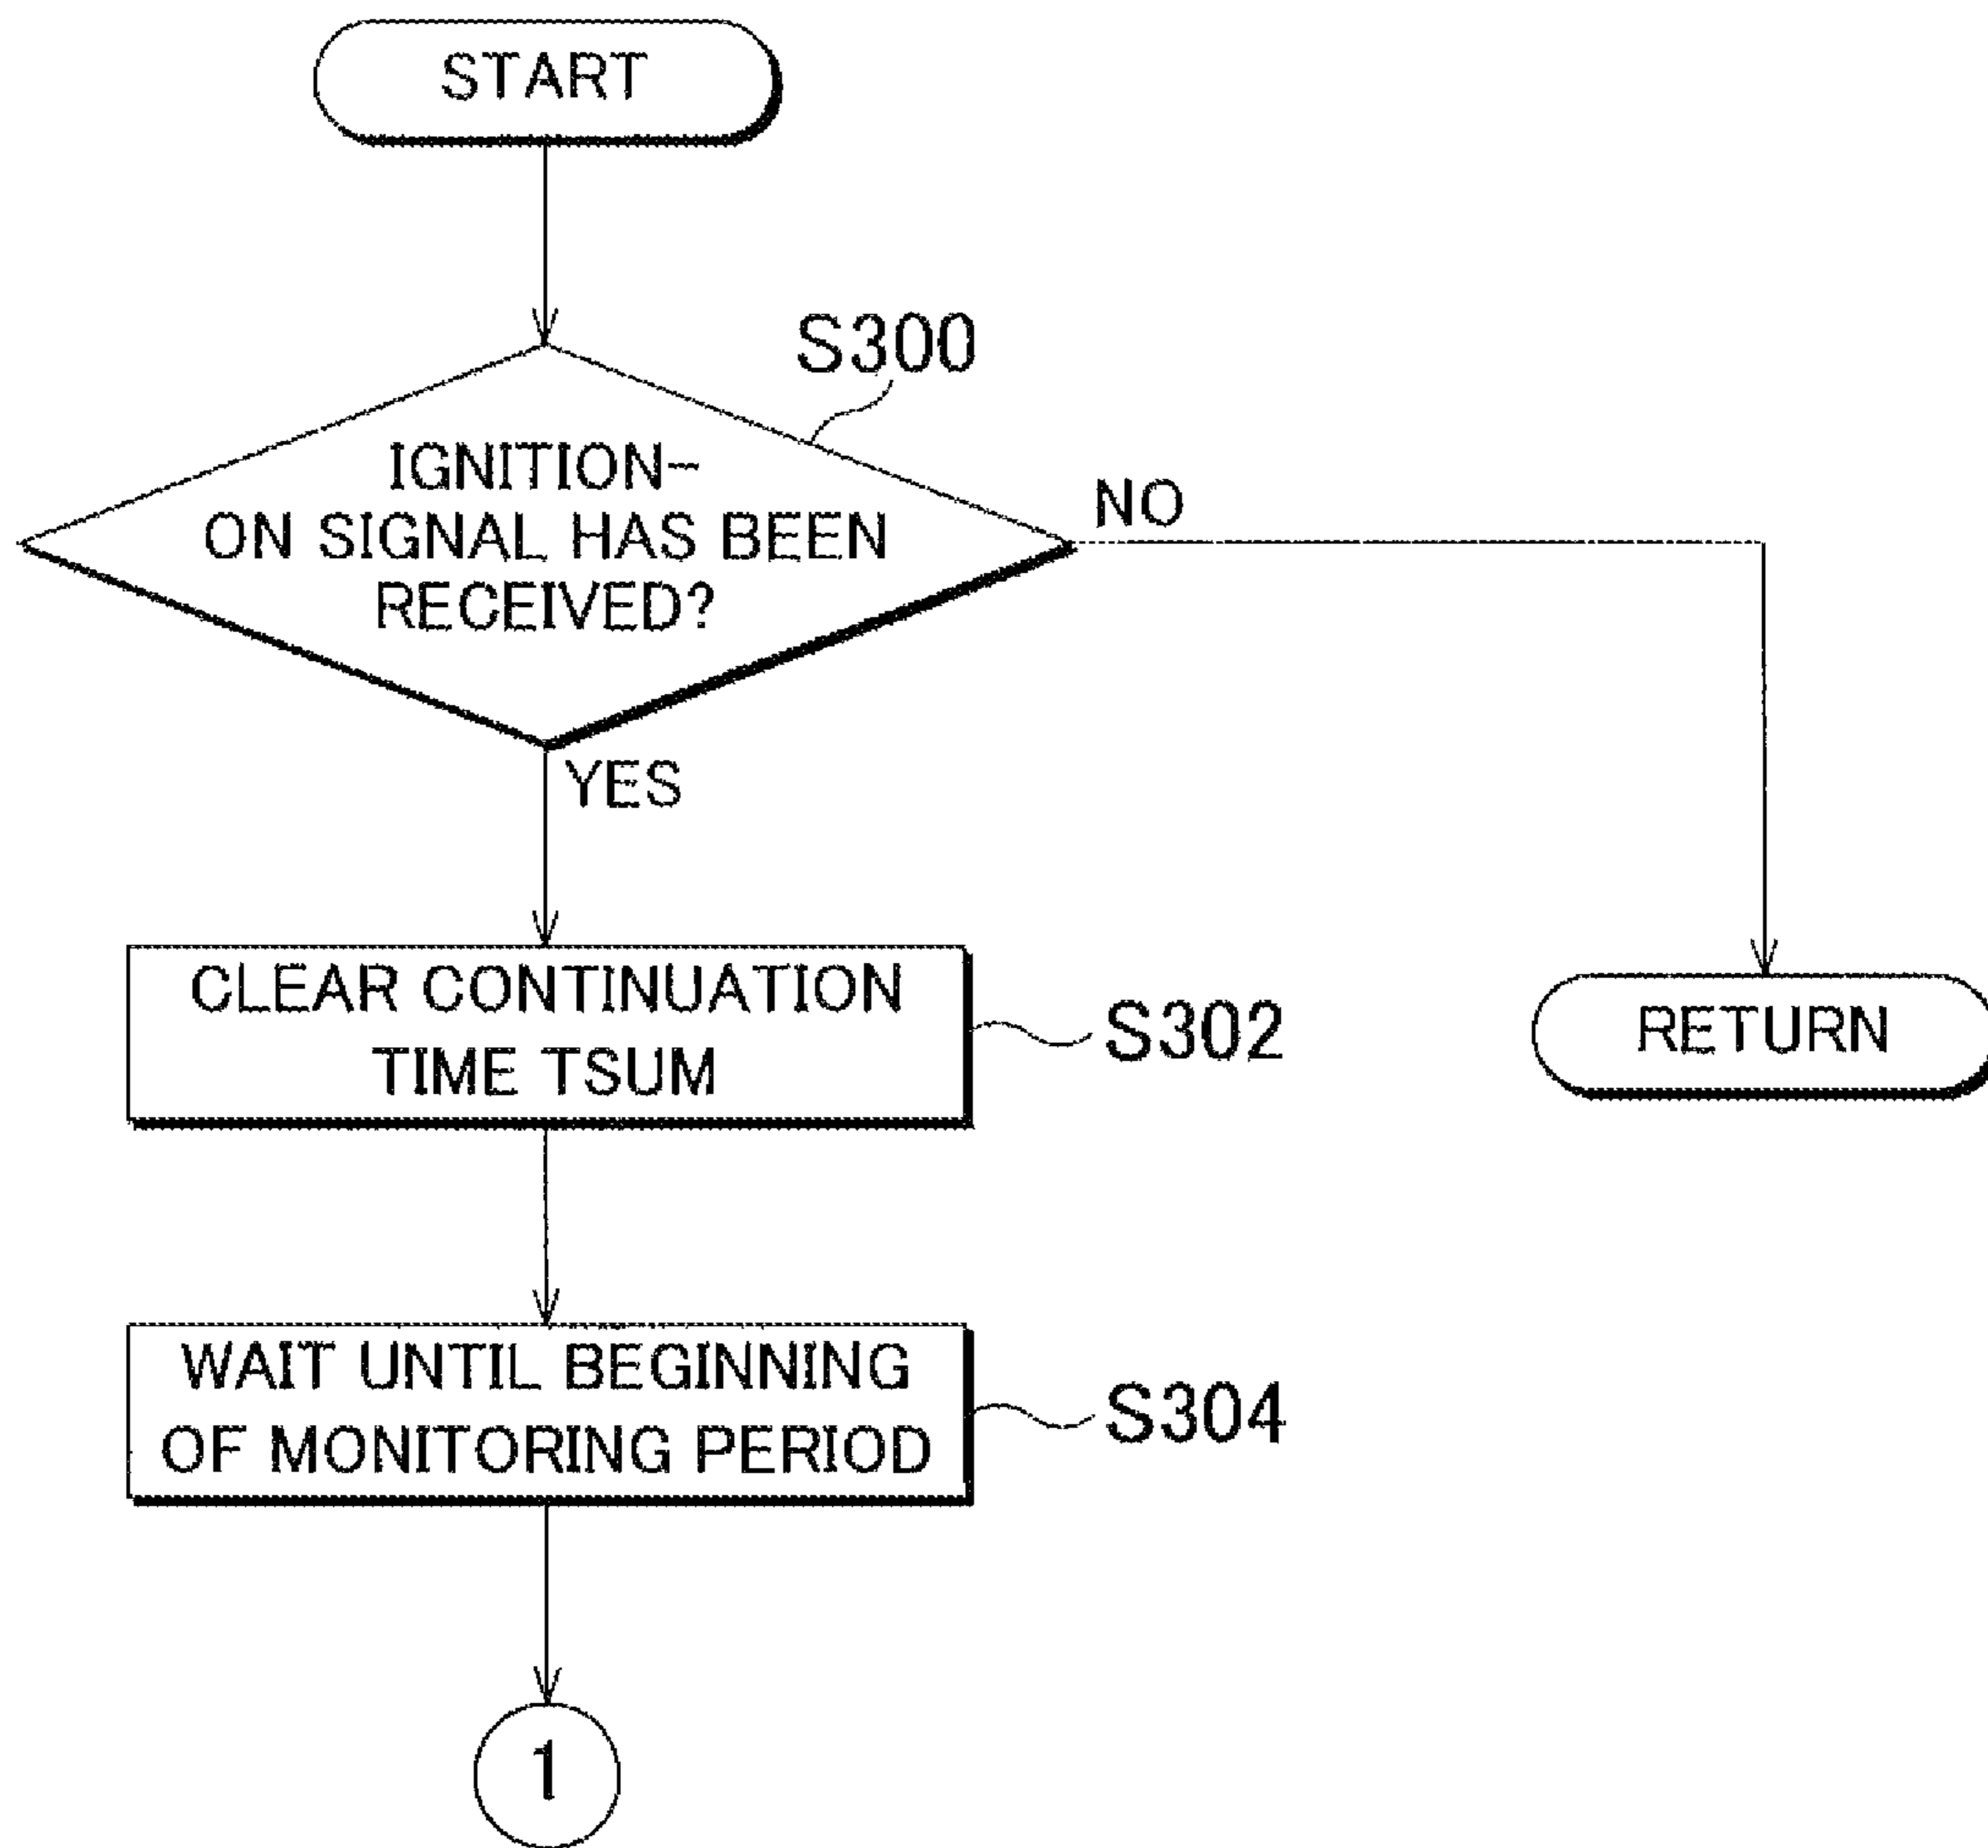 START
S300
IGNITION-
ON SIGNAL HAS BEEN
RECEIVED?
NO
YES
CLEAR CONTINUATION
TIME TSUM
S302
RETURN
WAIT UNTIL BEGINNING
OF MONITORING PERIOD
S304
1